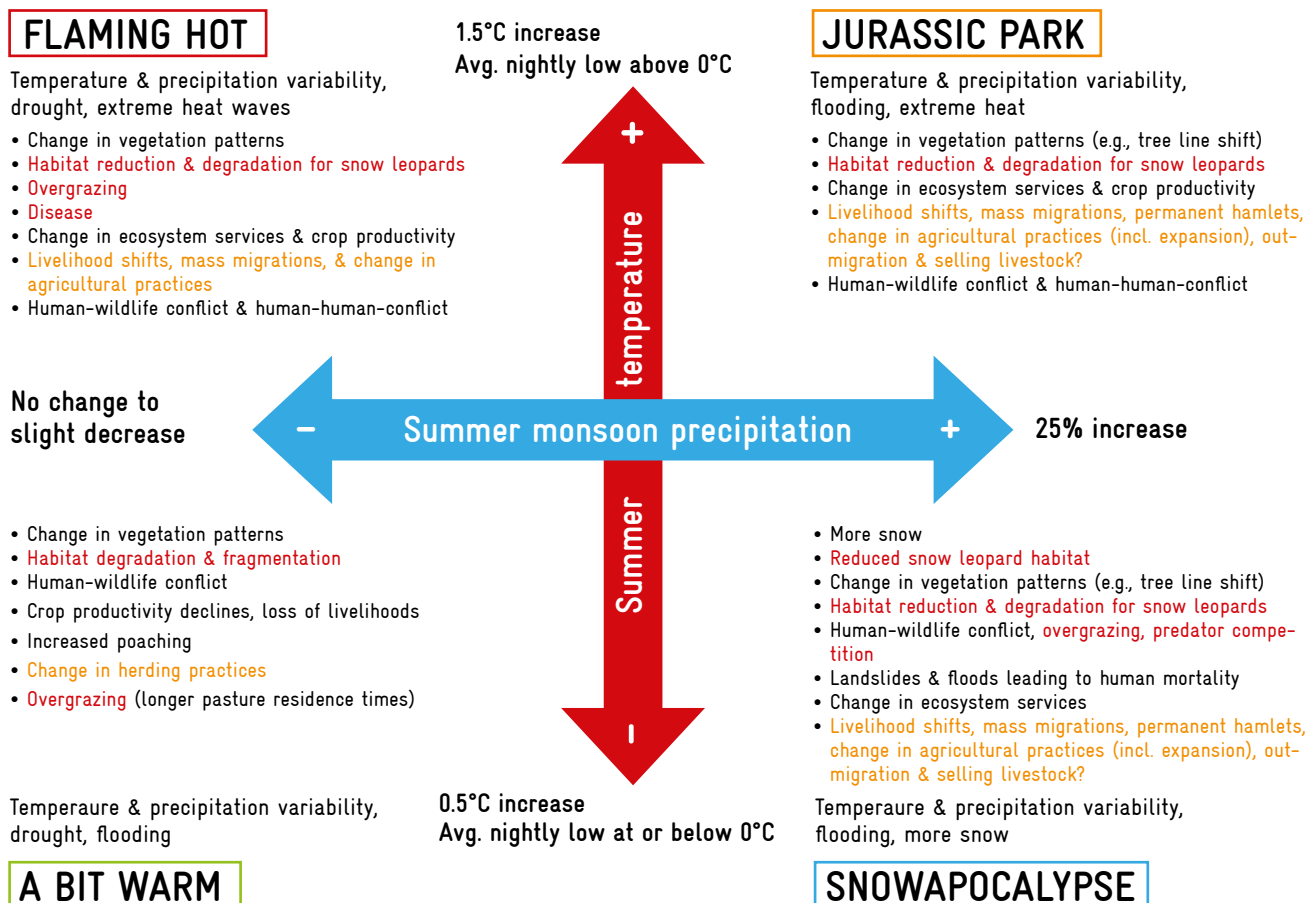 FLAMING HOT
Temperature & precipitation variability,
drought, extreme heat waves
• Change in vegetation patterns
• Habitat reduction & degradation for snow leopards
• Overgrazing
• Disease
• Change in ecosystem services & crop productivity
• Livelihood shifts, mass migrations, & change in
agricultural practices
• Human-wildlife conflict & human-human-conflict
1.5°C increase
Avg. nightly low above 0°C
JURASSIC PARK
Temperature & precipitation variability,
flooding, extreme heat
• Change in vegetation patterns (e.g., tree line shift)
• Habitat reduction & degradation for snow leopards
• Change in ecosystem services & crop productivity
• Livelihood shifts, mass migrations, permanent hamlets,
change in agricultural practices (incl. expansion), out-
migration & selling livestock?
• Human-wildlife conflict & human-human-conflict
+
Summer temperature
–
No change to
slight decrease
– Summer monsoon precipitation +
25% increase
• Change in vegetation patterns
• Habitat degradation & fragmentation
• Human-wildlife conflict
• Crop productivity declines, loss of livelihoods
• Increased poaching
• Change in herding practices
• Overgrazing (longer pasture residence times)
Temperaure & precipitation variability,
drought, flooding
A BIT WARM
0.5°C increase
Avg. nightly low at or below 0°C
• More snow
• Reduced snow leopard habitat
• Change in vegetation patterns (e.g., tree line shift)
• Habitat reduction & degradation for snow leopards
• Human-wildlife conflict, overgrazing, predator compe-
tition
• Landslides & floods leading to human mortality
• Change in ecosystem services
• Livelihood shifts, mass migrations, permanent hamlets,
change in agricultural practices (incl. expansion), out-
migration & selling livestock?
Temperaure & precipitation variability,
flooding, more snow
SNOWAPOCALYPSE